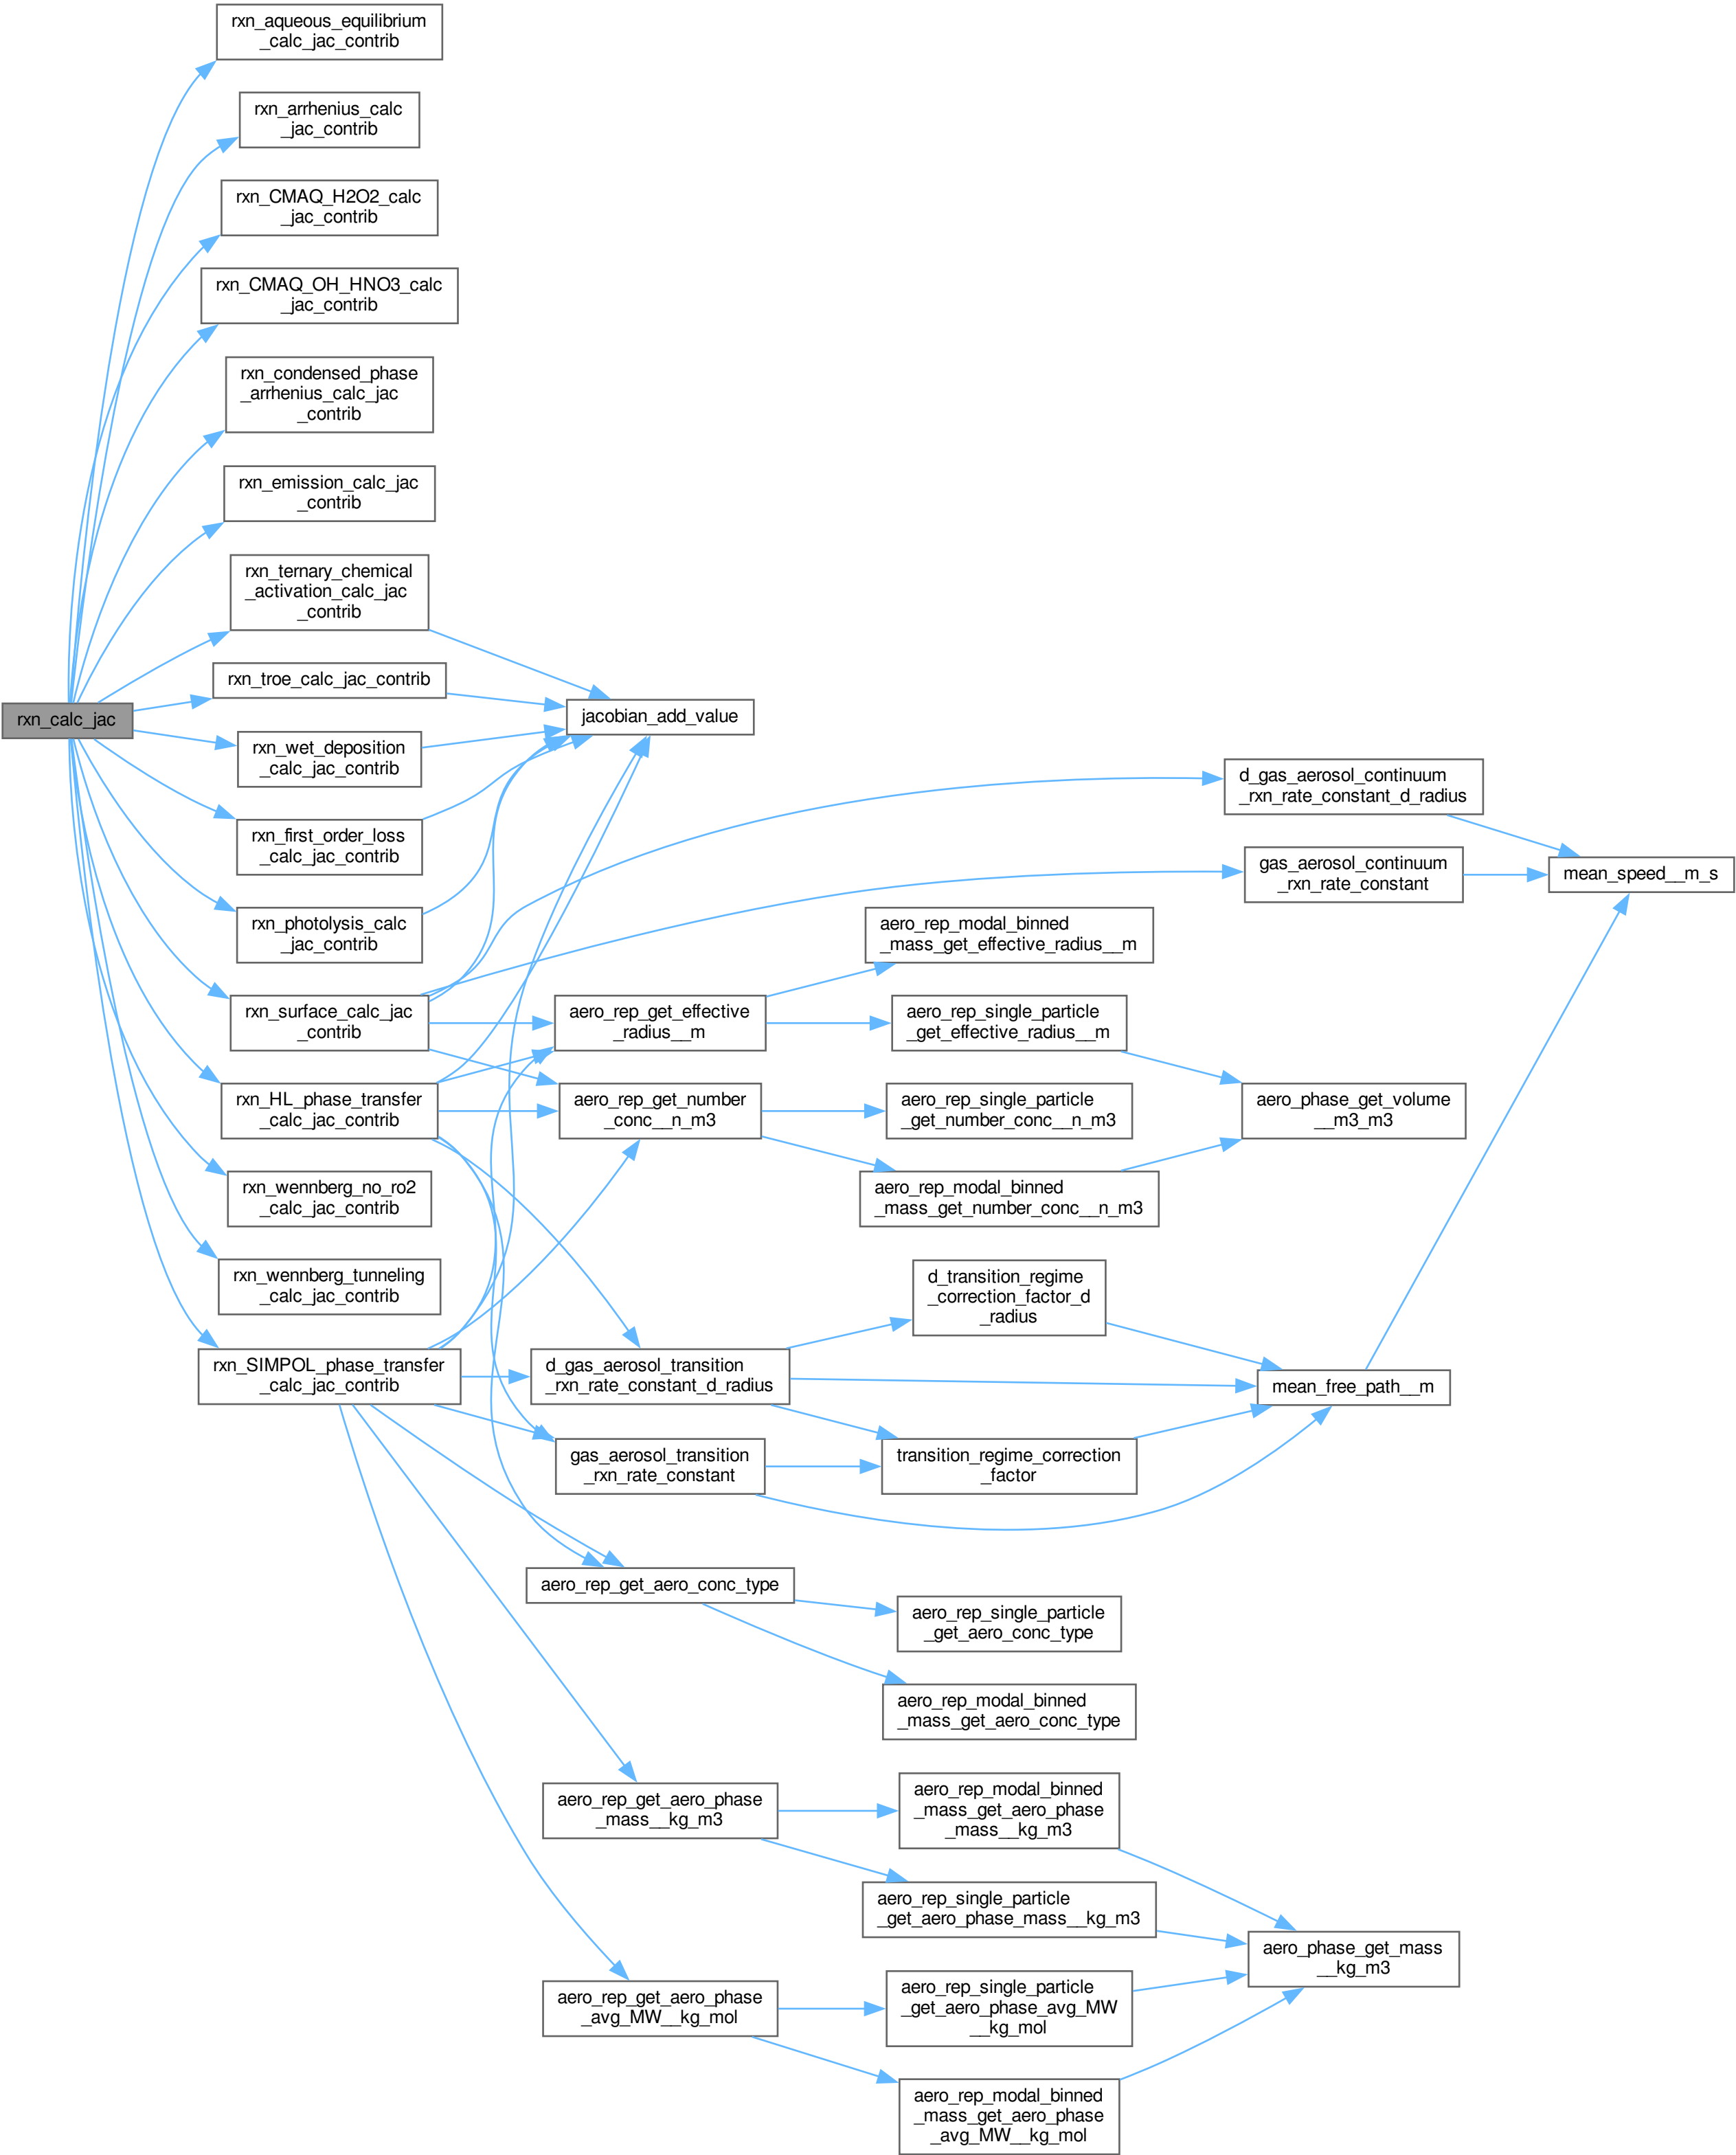 rxn_aqueous_equilibrium
_calc_jac_contrib
rxn_arrhenius_calc
_jac_contrib
rxn_CMAQ_H2O2_calc
_jac_contrib
rxn_CMAQ_OH_HNO3_calc
_jac_contrib
rxn_condensed_phase
_arrhenius_calc_jac
_contrib
rxn_emission_calc_jac
_contrib
rxn_ternary_chemical
_activation_calc_jac
_contrib
rxn_troe_calc_jac_contrib
rxn_calc_jac
jacobian_add_value
rxn_wet_deposition
_calc_jac_contrib
rxn_first_order_loss
_calc_jac_contrib
rxn_photolysis_calc
_jac_contrib
rxn_surface_calc_jac
_contrib
rxn_HL_phase_transfer
_calc_jac_contrib
rxn_wennberg_no_ro2
_calc_jac_contrib
rxn_wennberg_tunneling
_calc_jac_contrib
rxn_SIMPOL_phase_transfer
_calc_jac_contrib
d_gas_aerosol_continuum
_rxn_rate_constant_d_radius
gas_aerosol_continuum
_rxn_rate_constant
mean_speed__m_s
aero_rep_modal_binned
_mass_get_effective_radius__m
aero_rep_get_effective
_radius__m
aero_rep_single_particle
_get_effective_radius__m
aero_rep_get_number
_conc__n_m3
aero_rep_single_particle
_get_number_conc__n_m3
aero_phase_get_volume
__m3_m3
aero_rep_modal_binned
_mass_get_number_conc__n_m3
d_transition_regime
_correction_factor_d
_radius
d_gas_aerosol_transition
_rxn_rate_constant_d_radius
mean_free_path__m
gas_aerosol_transition
_rxn_rate_constant
transition_regime_correction
_factor
aero_rep_get_aero_conc_type
aero_rep_single_particle
_get_aero_conc_type
aero_rep_modal_binned
_mass_get_aero_conc_type
aero_rep_get_aero_phase
_mass__kg_m3
aero_rep_modal_binned
_mass_get_aero_phase
_mass__kg_m3
aero_rep_single_particle
_get_aero_phase_mass__kg_m3
aero_phase_get_mass
__kg_m3
aero_rep_get_aero_phase
_avg_MW__kg_mol
aero_rep_single_particle
_get_aero_phase_avg_MW
__kg_mol
aero_rep_modal_binned
_mass_get_aero_phase
_avg_MW__kg_mol